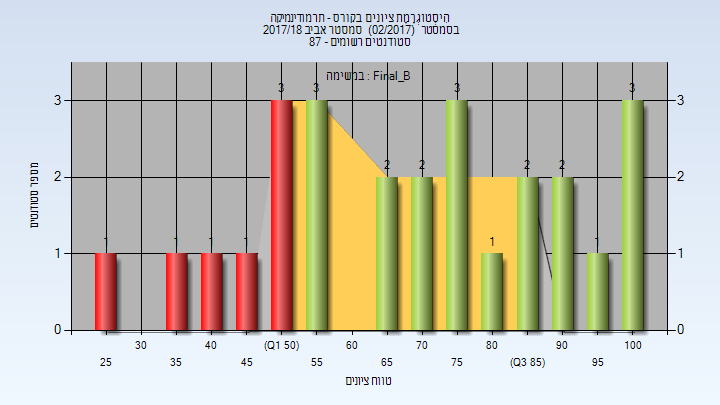 היסטוגרמת ציונים בקורס - תרמודינמיקה
בסמסטר (02/2017) סמסטר אביב 2017/18
סטודנטים רשומים - 87
במשימה : Final_B
מספר סטודנטים
3 3
2 2
1 1
0 0
1 1 1 1 3 3 2 2 3 1 2 2 1 3
30 40 (Q1 50) 60 70 80 90 100
25 35 45 55 65 75 (Q3 85) 95
טווח ציונים